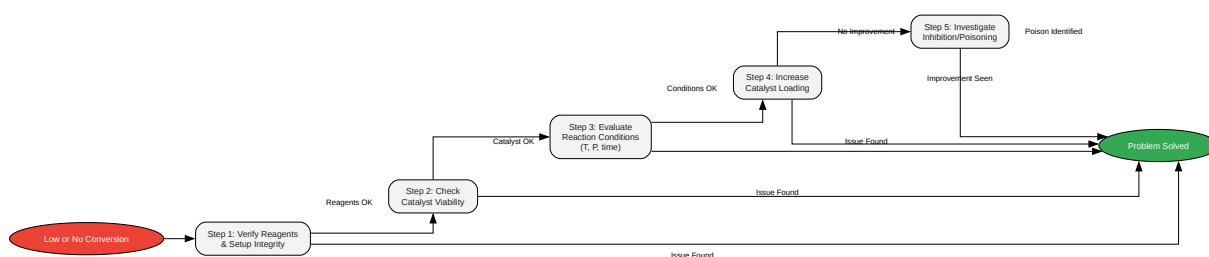 Step 5: Investigate
Inhibition/Poisoning
No Improvement
Poison Identified
Step 4: Increase
Catalyst Loading
Improvement Seen
Conditions OK
Step 3: Evaluate
Reaction Conditions
(T, P, time)
Catalyst OK
Issue Found
Problem Solved
Step 2: Check
Catalyst Viability
Issue Found
Reagents OK
Low or No Conversion
Step 1: Verify Reagents
& Setup Integrity
Issue Found